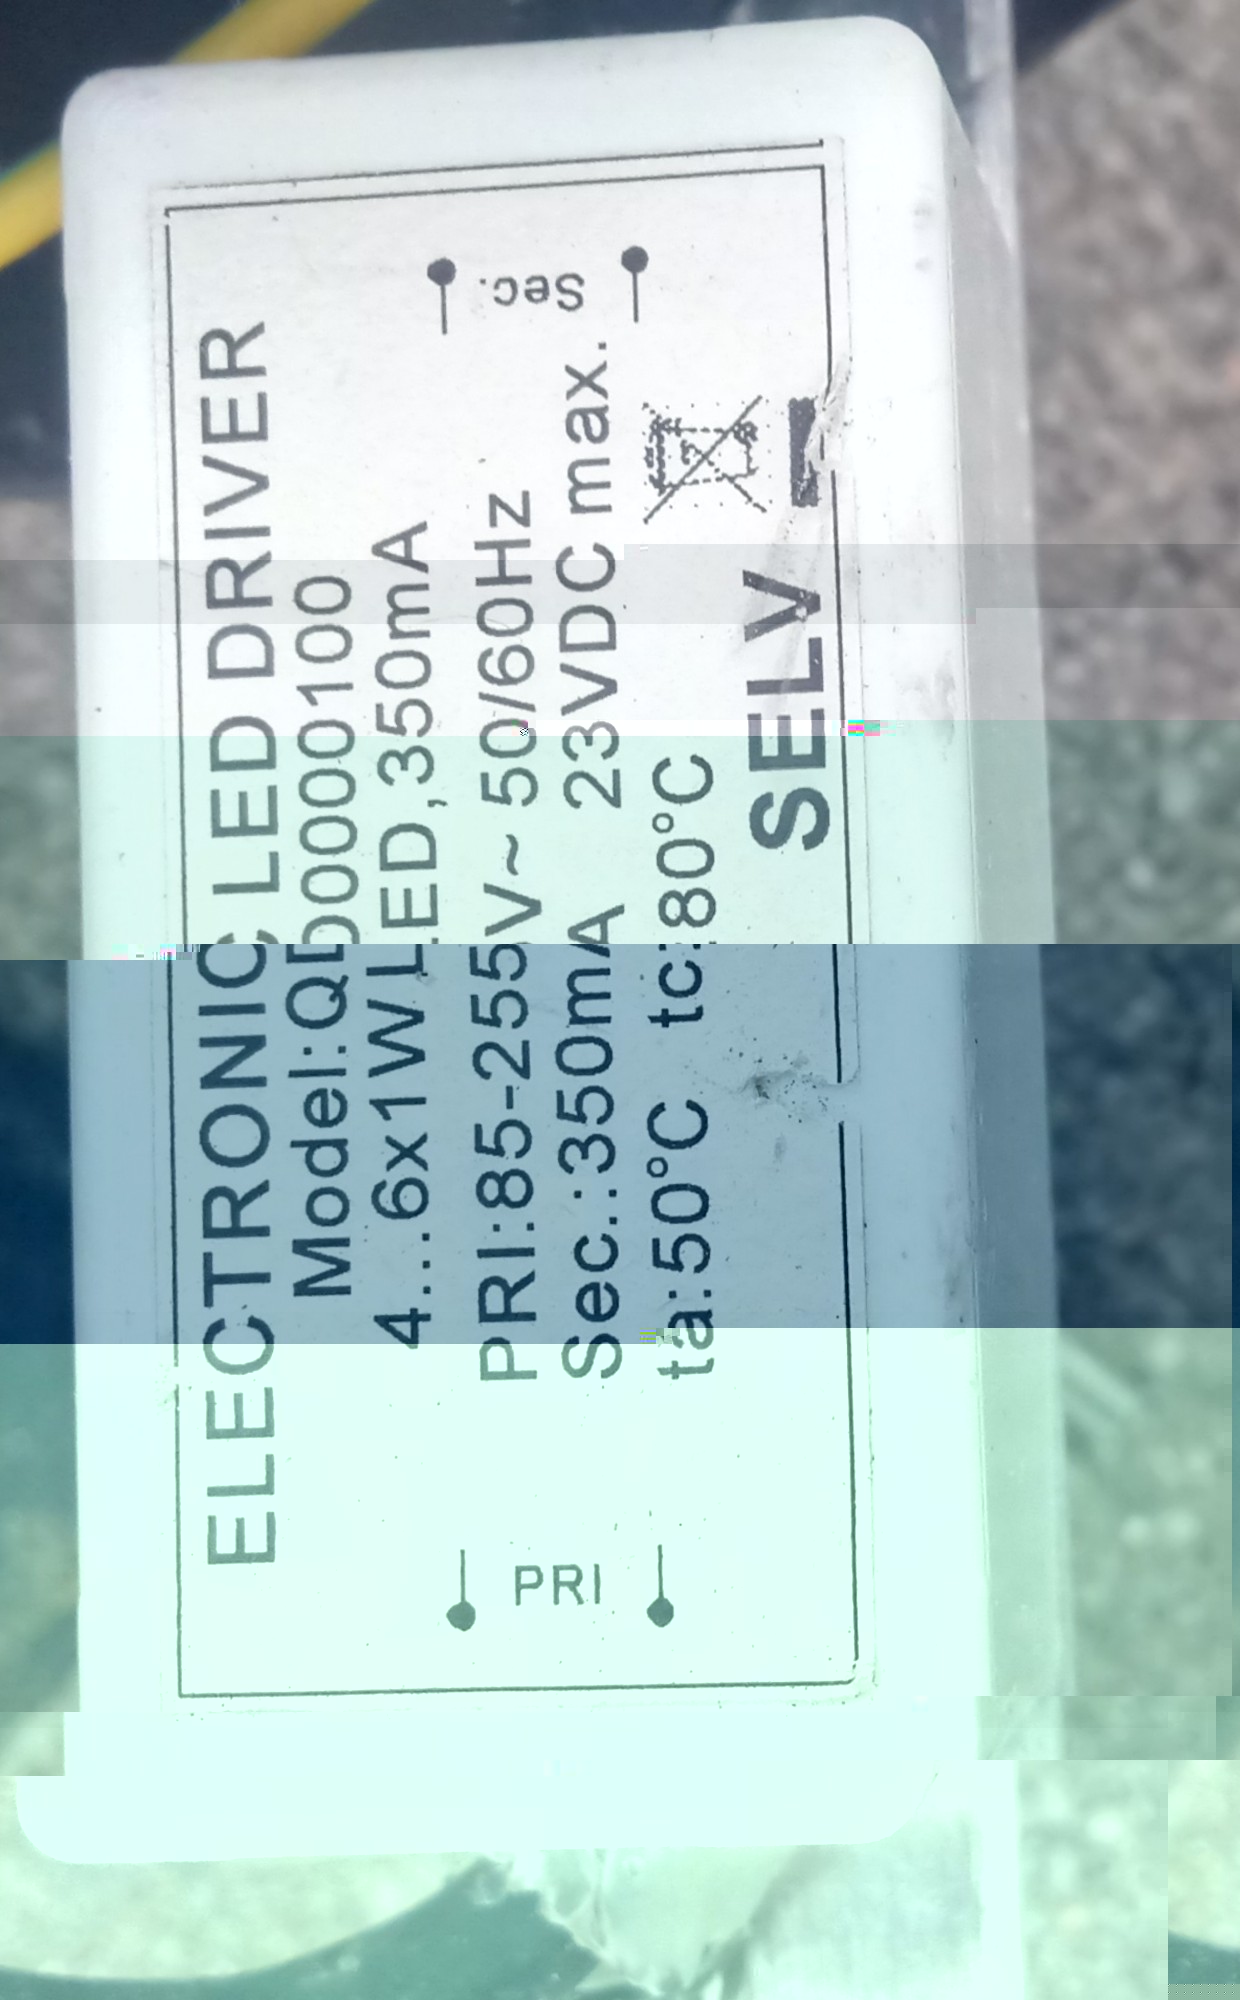 ELECTRONIC LED DRIVER
Model:QD0000100
4...6x1W LED,350mA
PRI:85-255V~ 50/60Hz
Sec.:350mA 23VDC max.
ta:50°C tc:80°C
SELV
PRI
Sec.